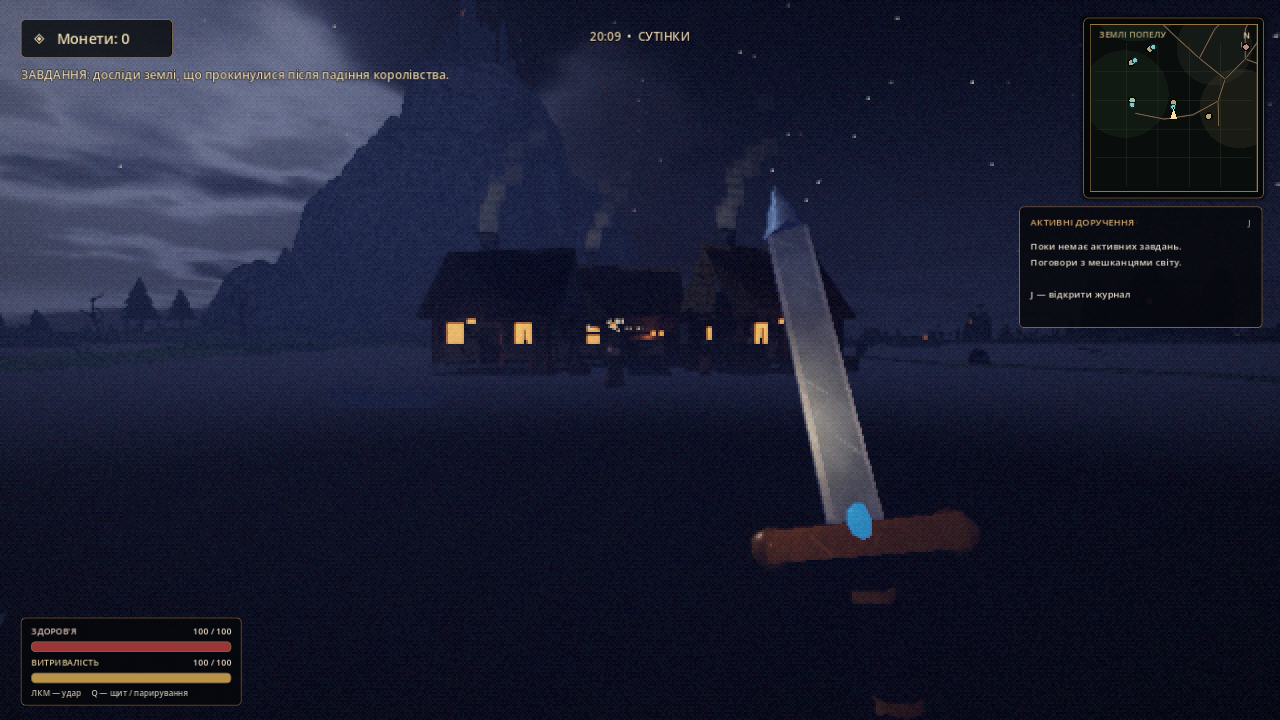 Монети: 0
20:09 • СУТІНКИ
ЗАВДАННЯ: досліди землі, що прокинулися після падіння королівства.
ЗЕМЛІ ПОПЕЛУ
N
АКТИВНІ ДОРУЧЕННЯ
J
Поки немає активних завдань.
Поговори з мешканцями світу.
J — відкрити журнал
ЗДОРОВ'Я 100 / 100
ВИТРИВАЛІСТЬ 100 / 100
ЛКМ — удар Q — щит / парирування